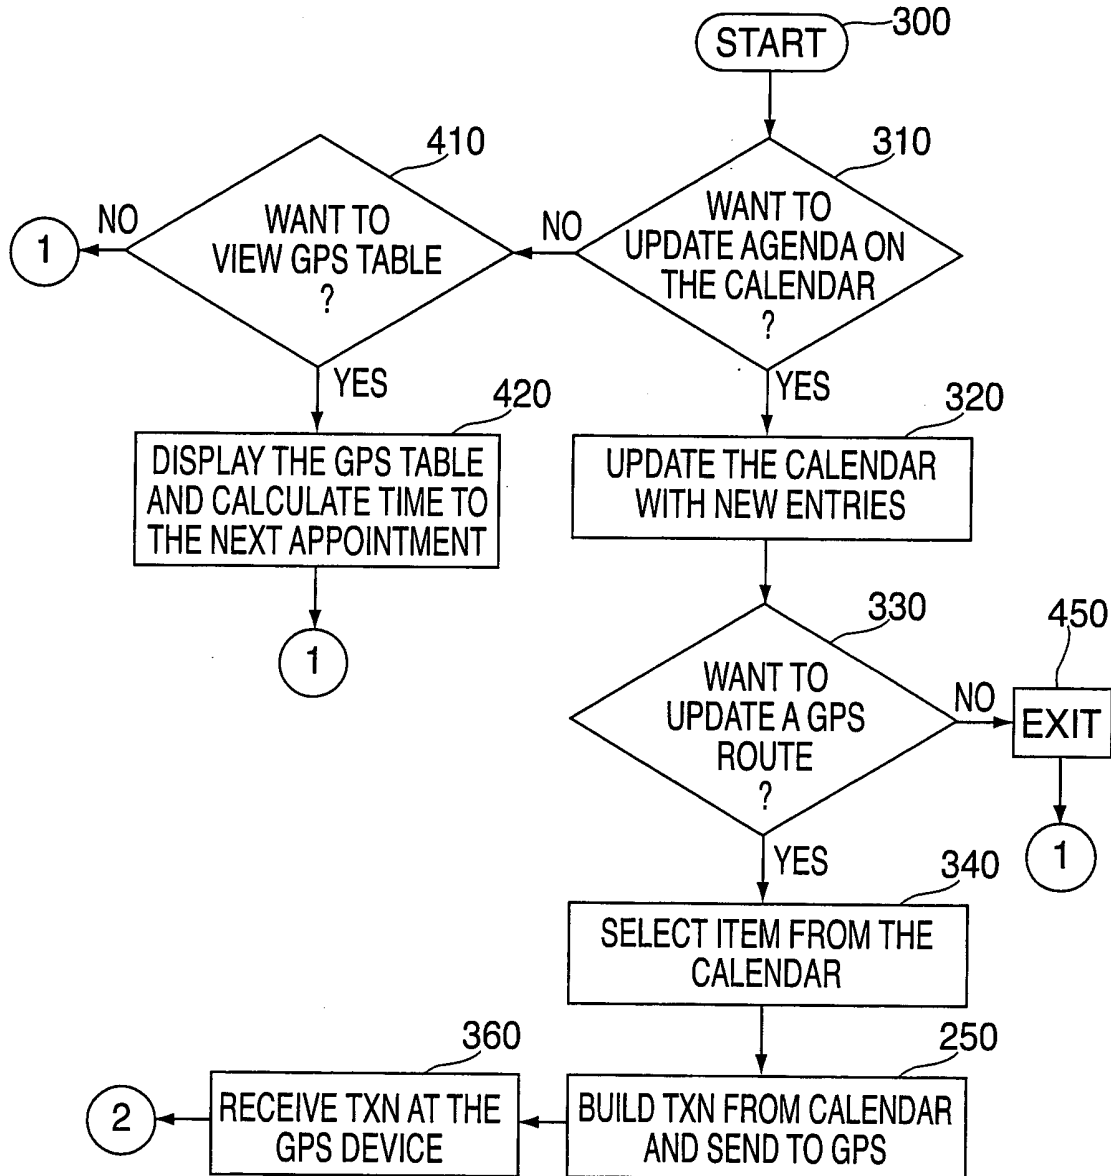 300
START
410
310
NO
WANT TO
VIEW GPS TABLE
?
NO
WANT TO
UPDATE AGENDA ON
THE CALENDAR
?
1
YES
YES
420
320
DISPLAY THE GPS TABLE
AND CALCULATE TIME TO
THE NEXT APPOINTMENT
UPDATE THE CALENDAR
WITH NEW ENTRIES
1
330
450
WANT TO
UPDATE A GPS
ROUTE
?
NO
EXIT
YES
1
340
SELECT ITEM FROM THE
CALENDAR
360
250
2
RECEIVE TXN AT THE
GPS DEVICE
BUILD TXN FROM CALENDAR
AND SEND TO GPS